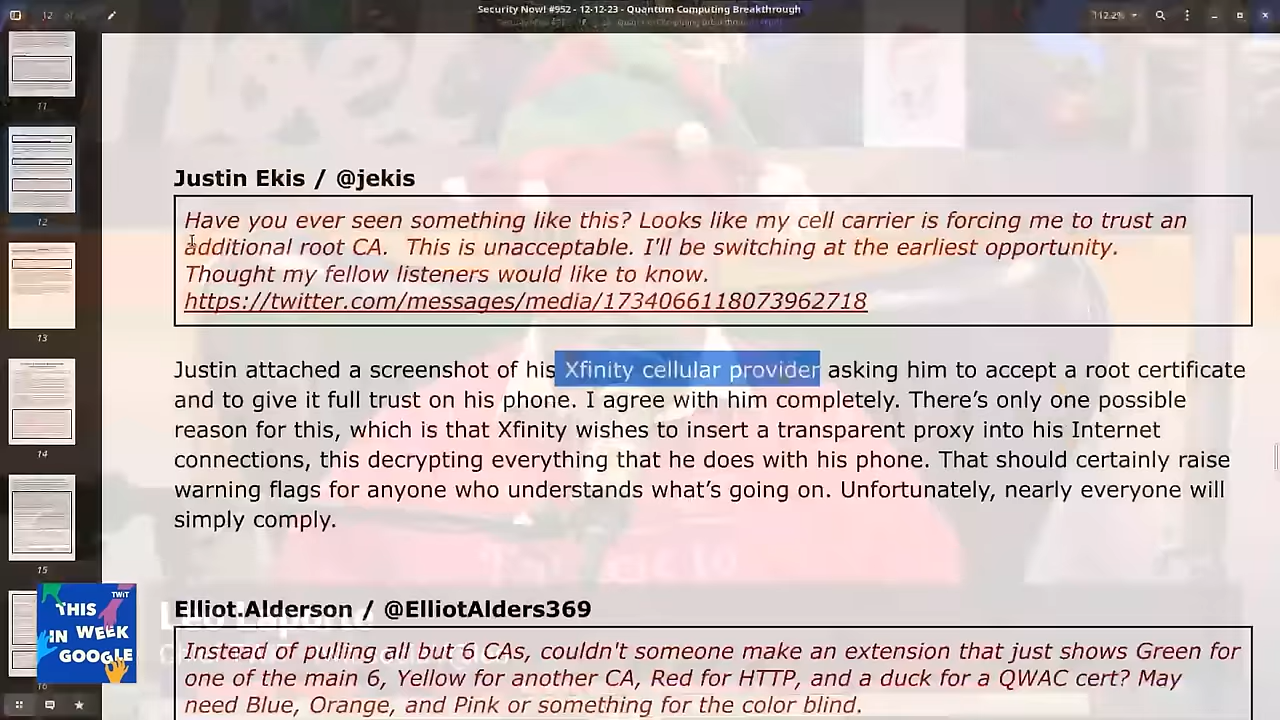 Security Now! #952 - 12-12-23 - Quantum Computing Breakthrough
12
112.2%
11
12
13
14
15
16
Justin Ekis / @jekis
Have you ever seen something like this? Looks like my cell carrier is forcing me to trust an
additional root CA.  This is unacceptable. I'll be switching at the earliest opportunity.
Thought my fellow listeners would like to know.
https://twitter.com/messages/media/1734066118073962718
Justin attached a screenshot of his Xfinity cellular provider asking him to accept a root certificate
and to give it full trust on his phone. I agree with him completely. There’s only one possible
reason for this, which is that Xfinity wishes to insert a transparent proxy into his Internet
connections, this decrypting everything that he does with his phone. That should certainly raise
warning flags for anyone who understands what’s going on. Unfortunately, nearly everyone will
simply comply.
Elliot.Alderson / @ElliotAlders369
Instead of pulling all but 6 CAs, couldn't someone make an extension that just shows Green for
one of the main 6, Yellow for another CA, Red for HTTP, and a duck for a QWAC cert? May
need Blue, Orange, and Pink or something for the color blind.
TWiT
THIS
IN WEEK
GOOGLE
Leo Laporte